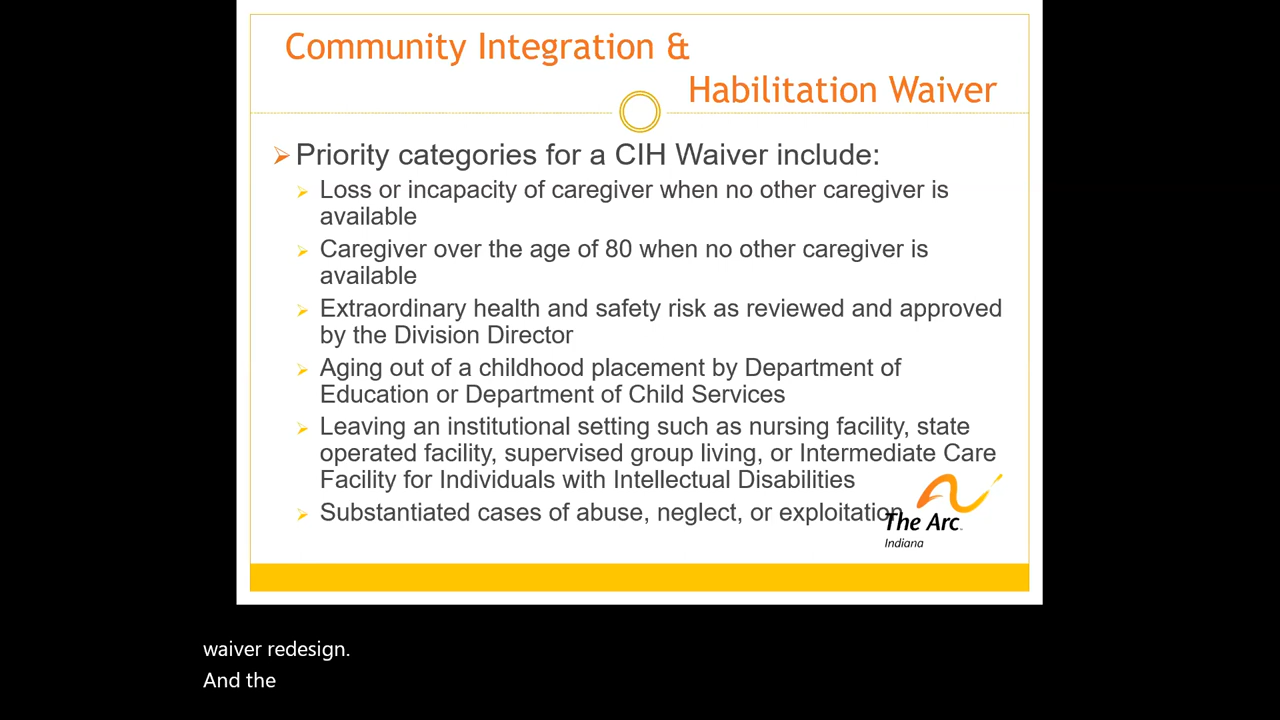 Community Integration &
Habilitation Waiver
Priority categories for a CIH Waiver include:
Loss or incapacity of caregiver when no other caregiver is
available
Caregiver over the age of 80 when no other caregiver is
available
Extraordinary health and safety risk as reviewed and approved
by the Division Director
Aging out of a childhood placement by Department of
Education or Department of Child Services
Leaving an institutional setting such as nursing facility, state
operated facility, supervised group living, or Intermediate Care
Facility for Individuals with Intellectual Disabilities
Substantiated cases of abuse, neglect, or exploitation
The Arc
Indiana
waiver redesign.
And the